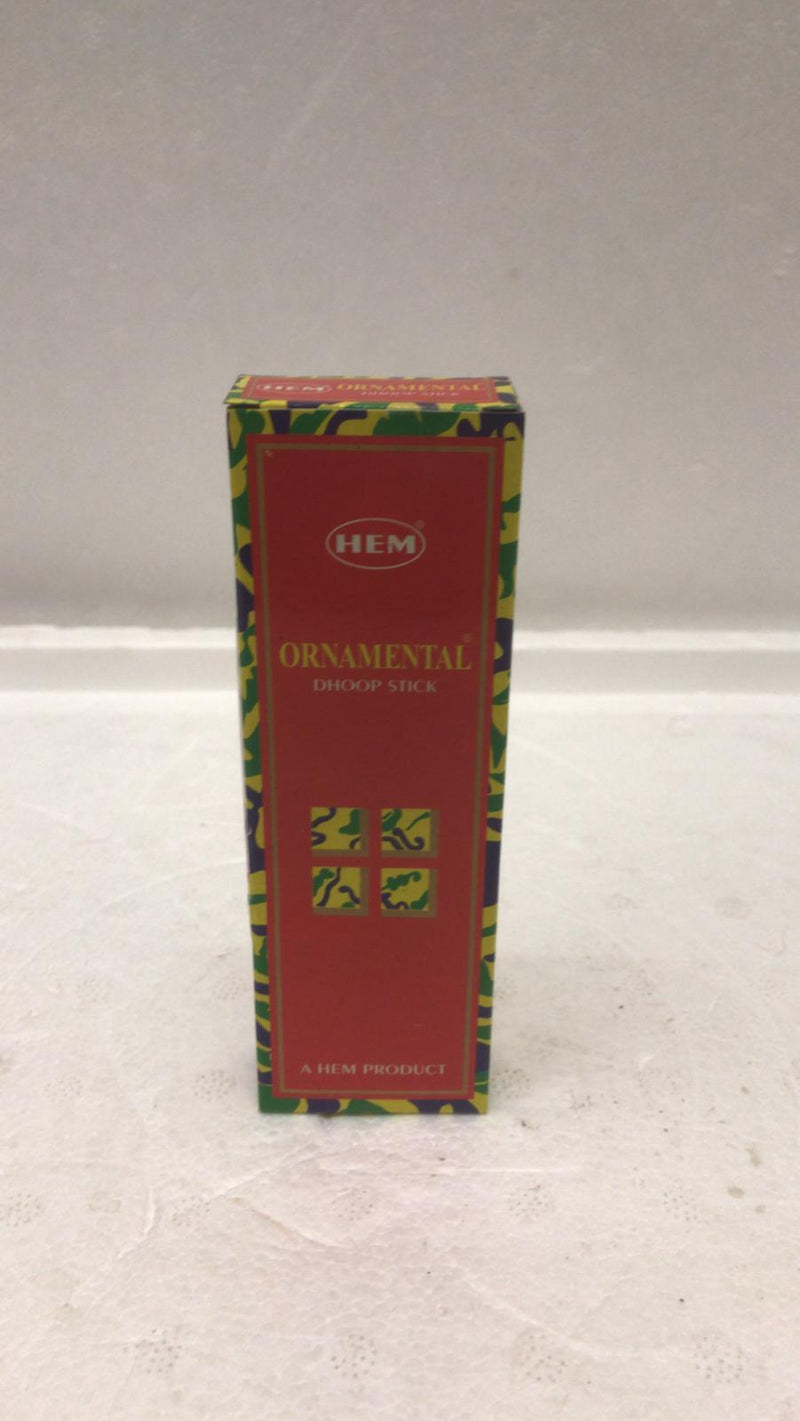 HEM ORNAMENTAL
DHOOP STICK
HEM®
ORNAMENTAL®
DHOOP STICK
A HEM PRODUCT